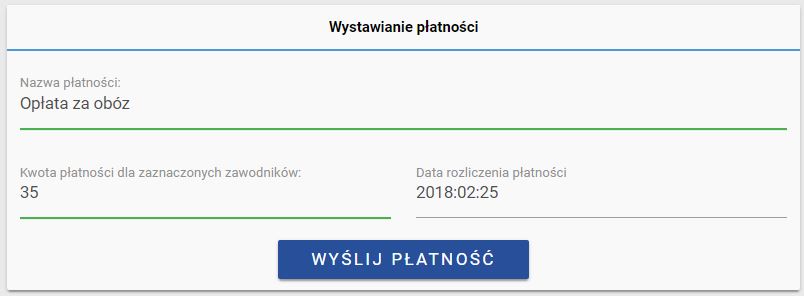 Wystawianie płatności
Nazwa płatności:
Opłata za obóz
Kwota płatności dla zaznaczonych zawodników:
35
Data rozliczenia płatności
2018:02:25
WYŚLIJ PŁATNOŚĆ